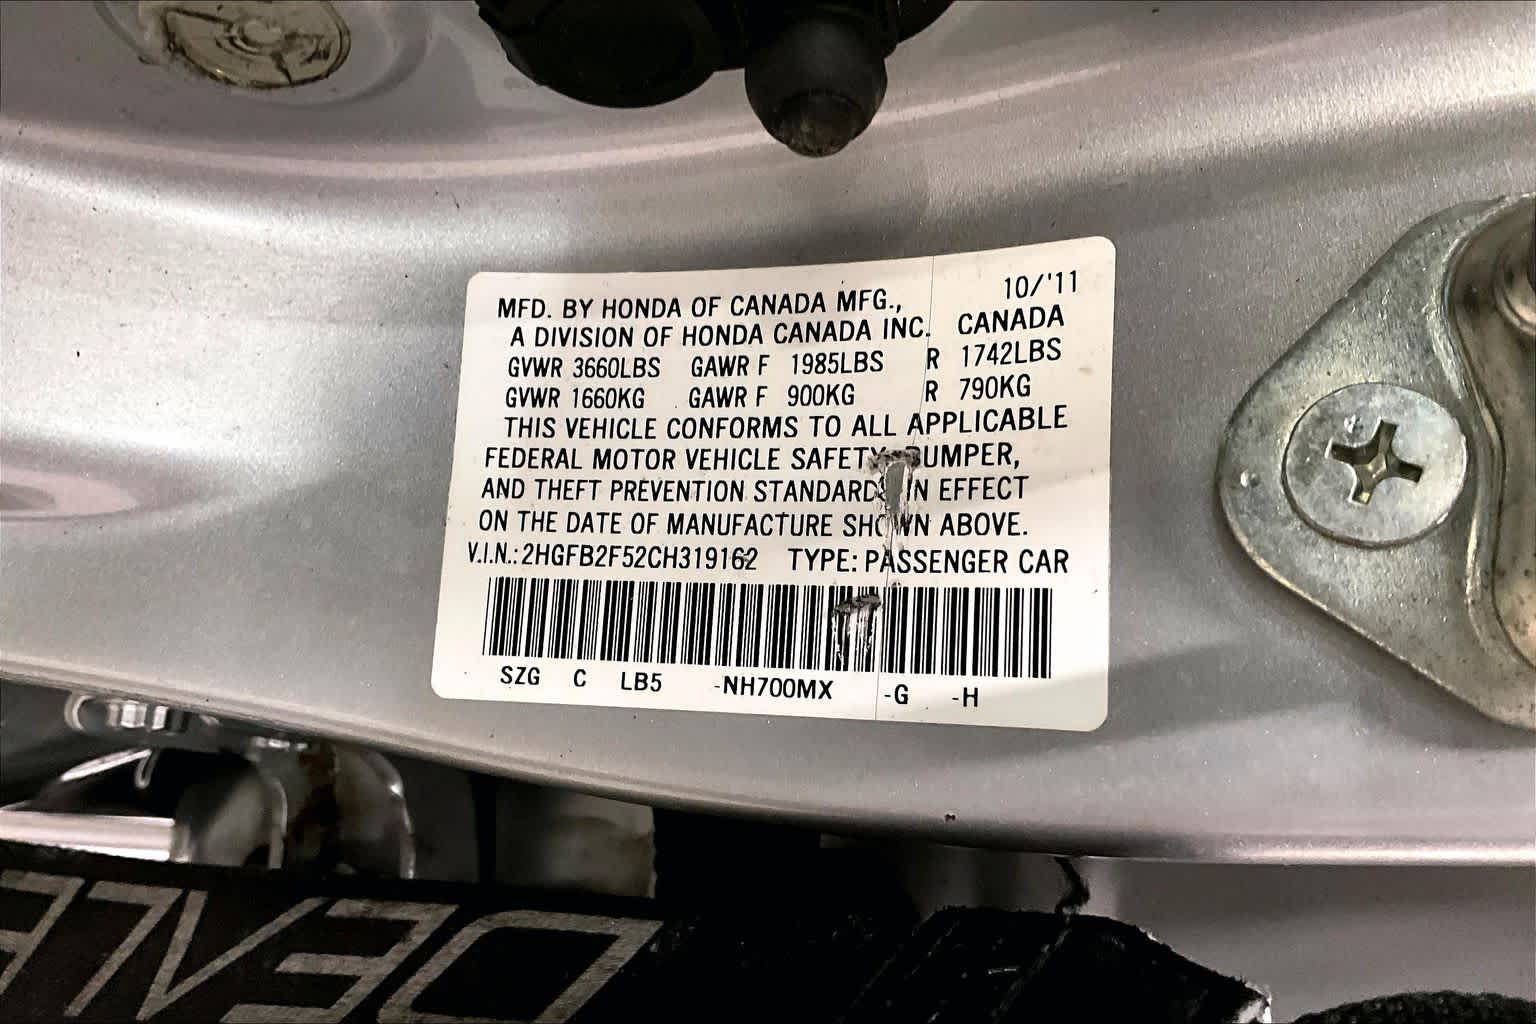 10/'11
MFD. BY HONDA OF CANADA MFG.,
A DIVISION OF HONDA CANADA INC. CANADA
GVWR 3660LBS GAWR F 1985LBS R 1742LBS
GVWR 1660KG GAWR F 900KG R 790KG
THIS VEHICLE CONFORMS TO ALL APPLICABLE
FEDERAL MOTOR VEHICLE SAFETY, BUMPER,
AND THEFT PREVENTION STANDARDS IN EFFECT
ON THE DATE OF MANUFACTURE SHOWN ABOVE.
V.I.N.: 2HGFB2F52CH319162 TYPE: PASSENGER CAR
SZG C LB5 -NH700MX -G -H